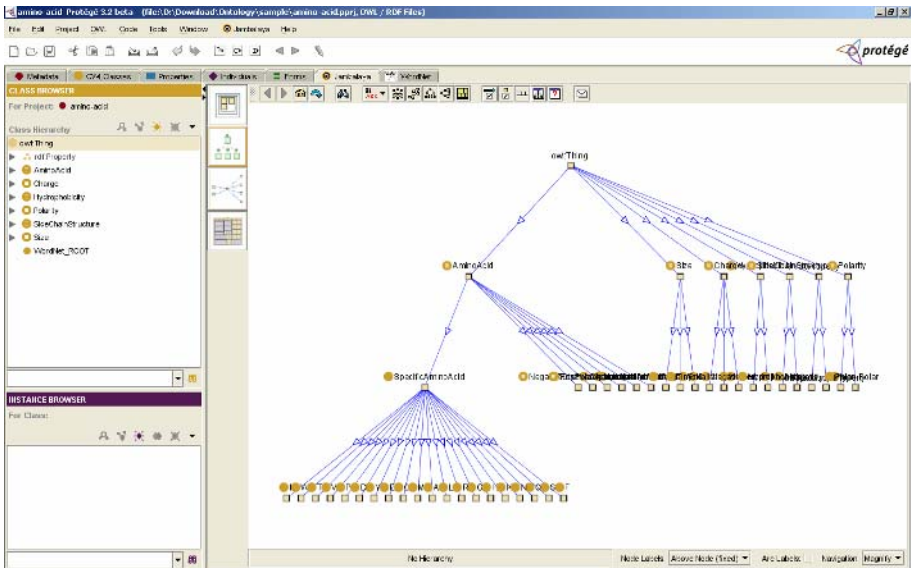 amino-acid Protégé 3.2 beta (file:\D:\Download\Ontology\sample\amino-acid.pprj, OWL / RDF Files)
File Edit Project OWL Code Tools Window Jambalaya Help
protégé
Metadata OWL Classes Properties Individuals Forms Jambalaya WordNet
CLASS BROWSER
For Project: amino-acid
Class Hierarchy
owl:Thing
rdf:Property
AminoAcid
Charge
Hydrophobicity
Polarity
SideChainStructure
Size
WordNet_ROOT
INSTANCE BROWSER
For Class:
owl:Thing
AminoAcid
Size
Polarity
SpecificAminoAcid
No Hierarchy
Node Labels: Above Node (fixed) Arc Labels: Navigation: Magnify